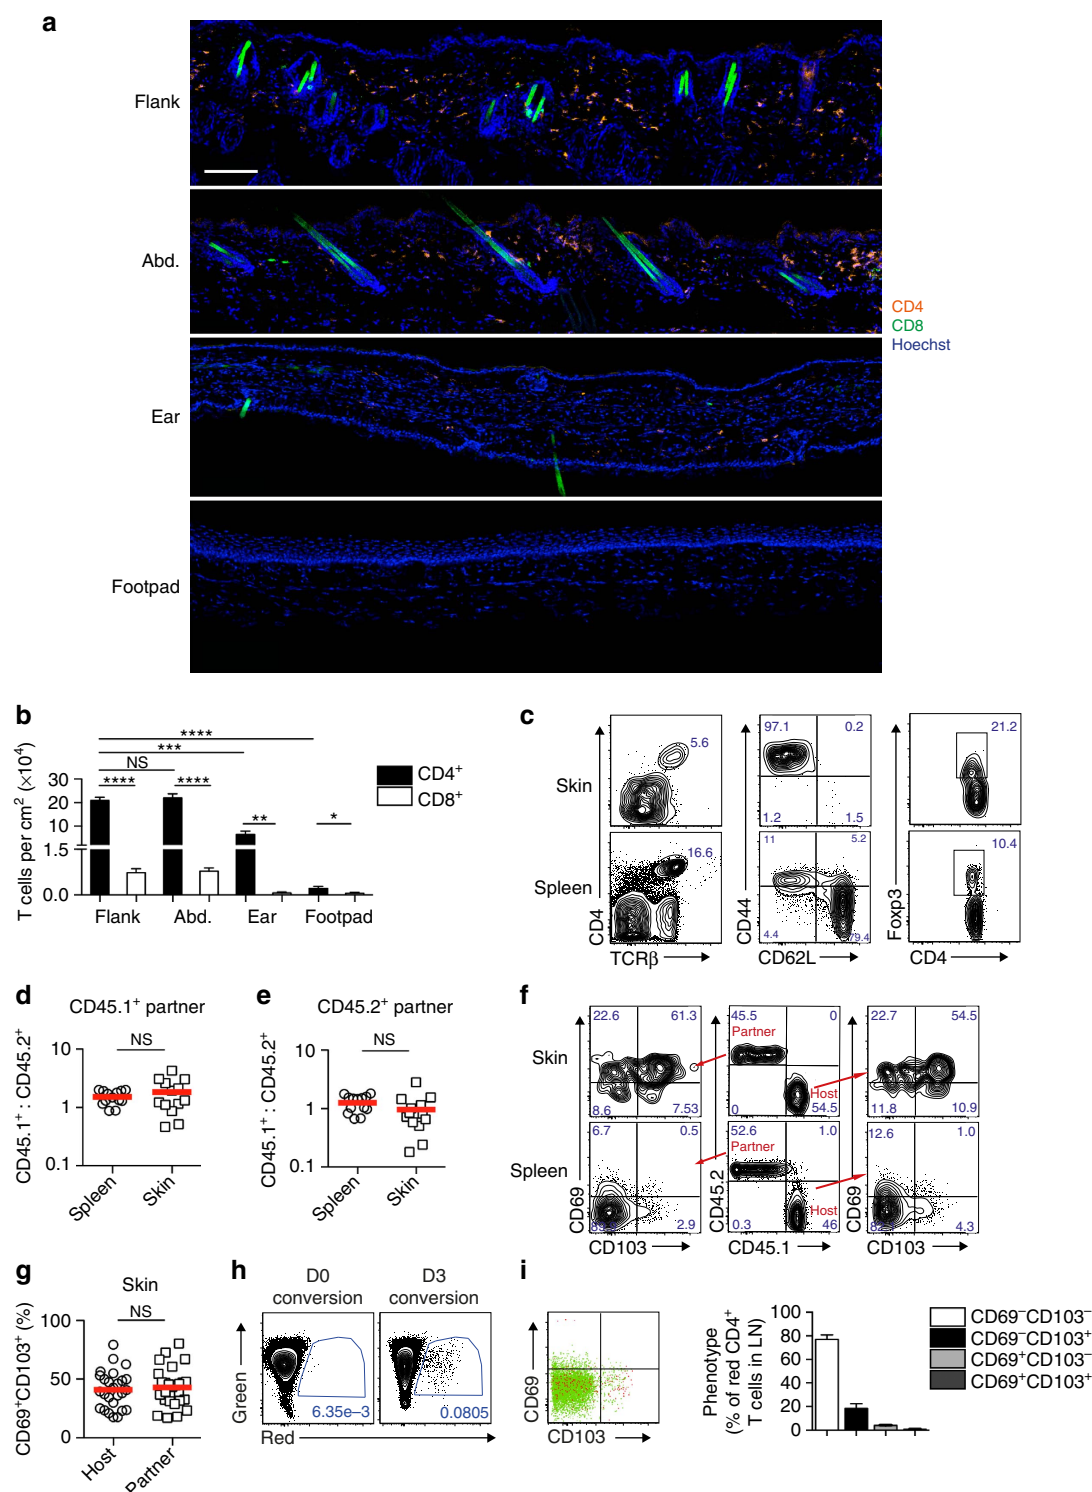 a
Flank
Abd.
Ear
Footpad
CD4
CD8
Hoechst
b
T cells per cm² (×10⁴)
30
20
10
1.5
0.0
****
***
NS
****
****
**
*
CD4⁺
CD8⁺
Flank
Abd.
Ear
Footpad
c
Skin
Spleen
5.6
16.6
CD4
TCRβ
97.1
0.2
1.2
1.5
11
5.2
4.4
79.4
CD44
CD62L
21.2
10.4
Foxp3
CD4
d
CD45.1⁺ partner
CD45.1⁺ : CD45.2⁺
10
1
0.1
NS
Spleen
Skin
e
CD45.2⁺ partner
CD45.1⁺ : CD45.2⁺
10
1
0.1
NS
Spleen
Skin
f
Skin
Spleen
22.6
61.3
8.6
7.53
6.7
0.5
2.9
CD69
CD103
45.5
0
Partner
Host
0
54.5
52.6
1.0
Partner
Host
0.3
46
CD45.2
CD45.1
22.7
54.5
11.8
10.9
12.6
1.0
4.3
CD69
CD103
g
Skin
CD69⁺CD103⁺ (%)
100
50
0
NS
Host
Partner
h
D0
conversion
D3
conversion
6.35e−3
0.0805
Green
Red
i
CD69
CD103
Phenotype
(% of red CD4⁺
T cells in LN)
100
80
60
40
20
0
CD69⁻CD103⁻
CD69⁻CD103⁺
CD69⁺CD103⁻
CD69⁺CD103⁺